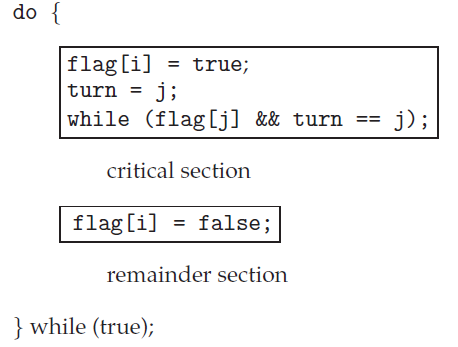 do {
flag[i] = true;
turn = j;
while (flag[j] && turn == j);
critical section
flag[i] = false;
remainder section
} while (true);